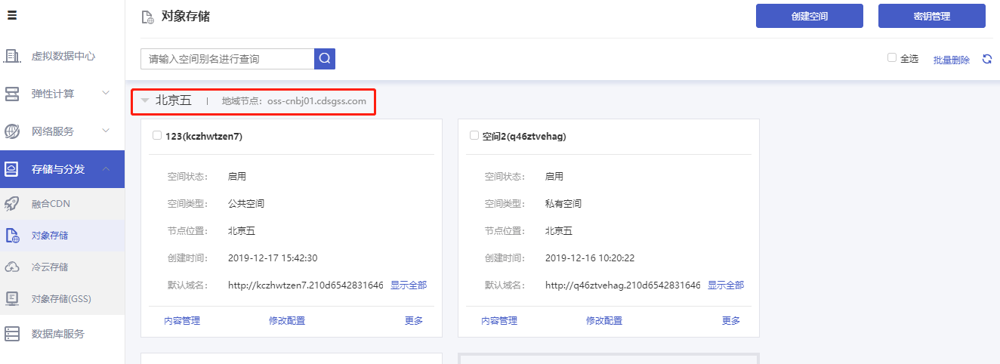 对象存储
创建空间
密钥管理
请输入空间别名进行查询
全选
批量删除
虚拟数据中心
弹性计算
网络服务
存储与分发
融合CDN
对象存储
冷云存储
对象存储(GSS)
数据库服务
北京五 | 地域节点：oss-cnbj01.cdsgss.com
123(kczhwtzen7)
空间状态： 启用
空间类型： 公共空间
节点位置： 北京五
创建时间： 2019-12-17 15:42:30
默认域名： http://kczhwtzen7.210d6542831646 显示全部
内容管理 修改配置 更多
空间2(q46ztvehag)
空间状态： 启用
空间类型： 私有空间
节点位置： 北京五
创建时间： 2019-12-16 10:20:22
默认域名： http://q46ztvehag.210d6542831646 显示全部
内容管理 修改配置 更多